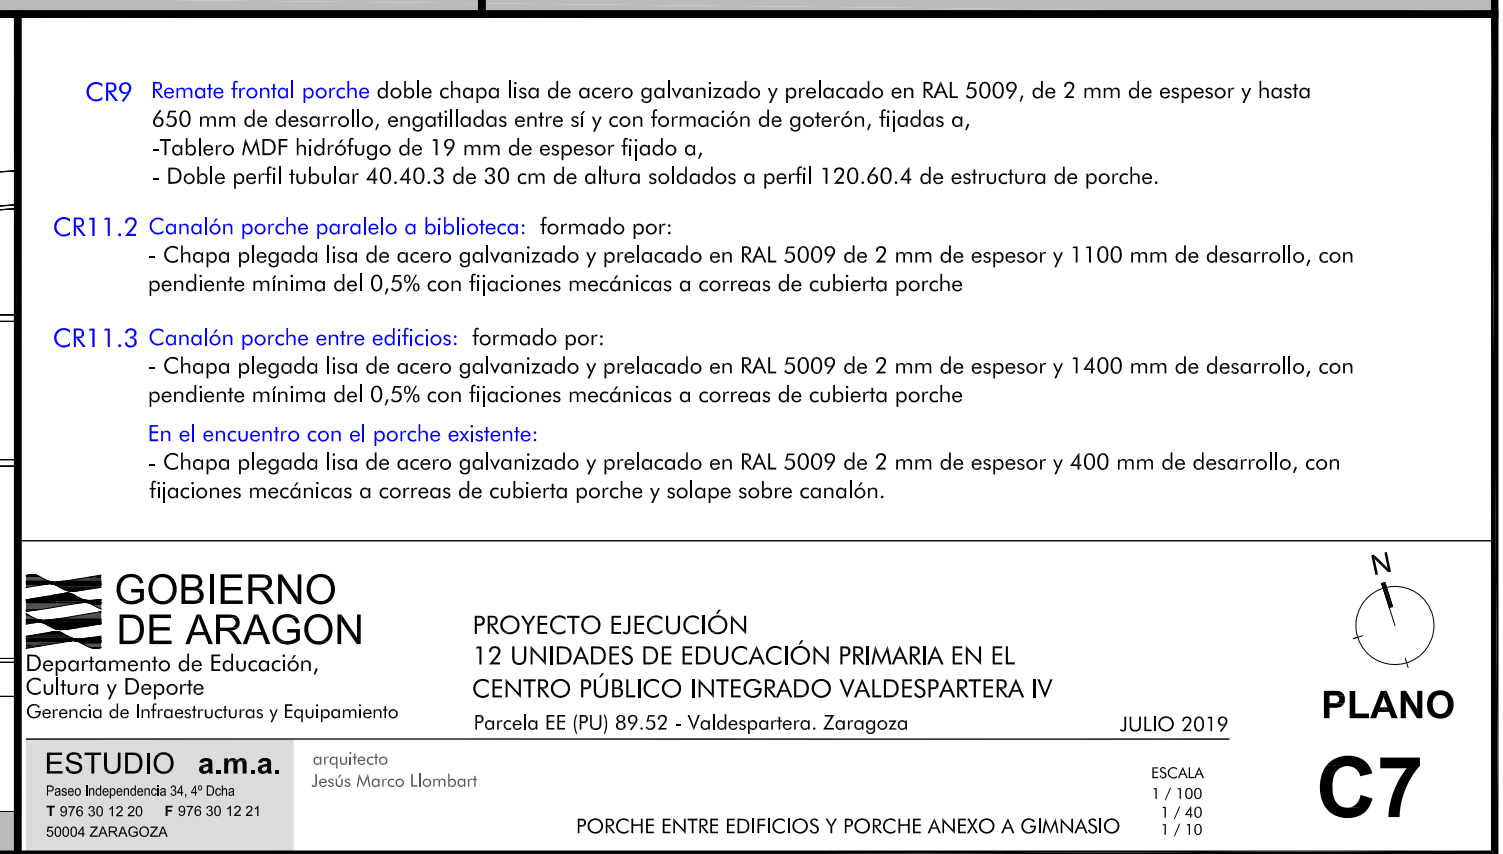 CR9 Remate frontal porche doble chapa lisa de acero galvanizado y prelacado en RAL 5009, de 2 mm de espesor y hasta
650 mm de desarrollo, engatilladas entre sí y con formación de goterón, fijadas a,
-Tablero MDF hidrófugo de 19 mm de espesor fijado a,
- Doble perfil tubular 40.40.3 de 30 cm de altura soldados a perfil 120.60.4 de estructura de porche.
CR11.2 Canalón porche paralelo a biblioteca: formado por:
- Chapa plegada lisa de acero galvanizado y prelacado en RAL 5009 de 2 mm de espesor y 1100 mm de desarrollo, con
pendiente mínima del 0,5% con fijaciones mecánicas a correas de cubierta porche
CR11.3 Canalón porche entre edificios: formado por:
- Chapa plegada lisa de acero galvanizado y prelacado en RAL 5009 de 2 mm de espesor y 1400 mm de desarrollo, con
pendiente mínima del 0,5% con fijaciones mecánicas a correas de cubierta porche
En el encuentro con el porche existente:
- Chapa plegada lisa de acero galvanizado y prelacado en RAL 5009 de 2 mm de espesor y 400 mm de desarrollo, con
fijaciones mecánicas a correas de cubierta porche y solape sobre canalón.
GOBIERNO
DE ARAGON
Departamento de Educación,
Cultura y Deporte
Gerencia de Infraestructuras y Equipamiento
PROYECTO EJECUCIÓN
12 UNIDADES DE EDUCACIÓN PRIMARIA EN EL
CENTRO PÚBLICO INTEGRADO VALDESPARTERA IV
Parcela EE (PU) 89.52 - Valdespartera. Zaragoza
JULIO 2019
N
PLANO
C7
ESTUDIO a.m.a.
Paseo Independencia 34, 4º Dcha
T 976 30 12 20 F 976 30 12 21
50004 ZARAGOZA
arquitecto
Jesús Marco Llombart
PORCHE ENTRE EDIFICIOS Y PORCHE ANEXO A GIMNASIO
ESCALA
1 / 100
1 / 40
1 / 10